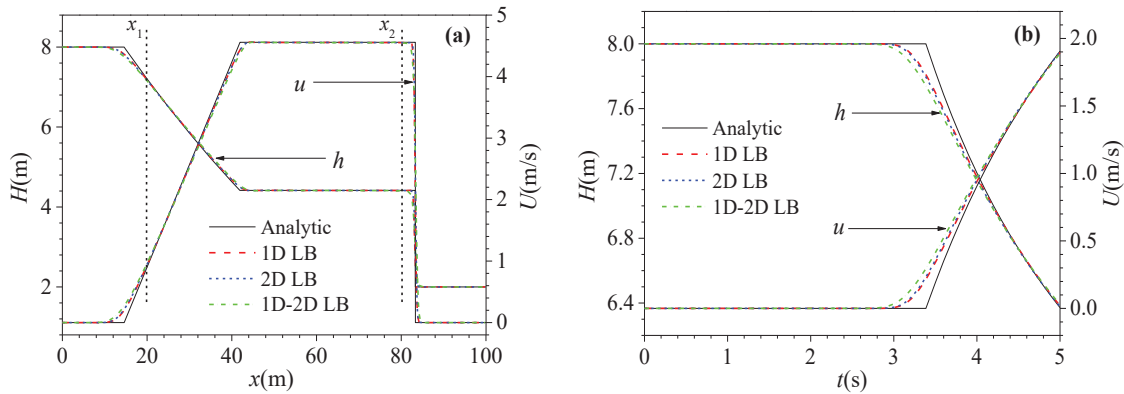 x₁ x₂ (a)
8
6
4
2
H(m)
5
4
3
2
1
0
U(m/s)
u
h
Analytic
1D LB
2D LB
1D-2D LB
0 20 40 60 80 100
x(m)
(b)
8.0
7.6
7.2
6.8
6.4
H(m)
2.0
1.5
1.0
0.5
0.0
U(m/s)
h
Analytic
1D LB
2D LB
1D-2D LB
u
0 1 2 3 4 5
t(s)